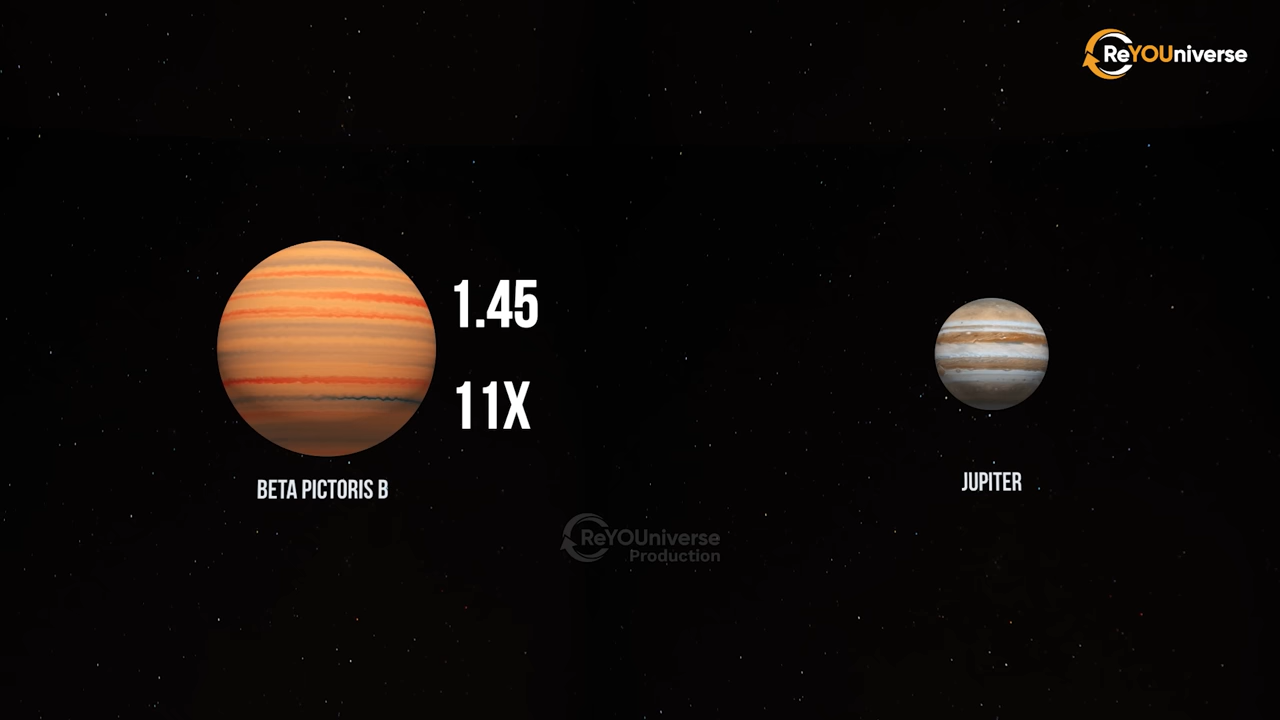 ReYOUniverse
1.45
11X
BETA PICTORIS B
JUPITER
ReYOUniverse
Production